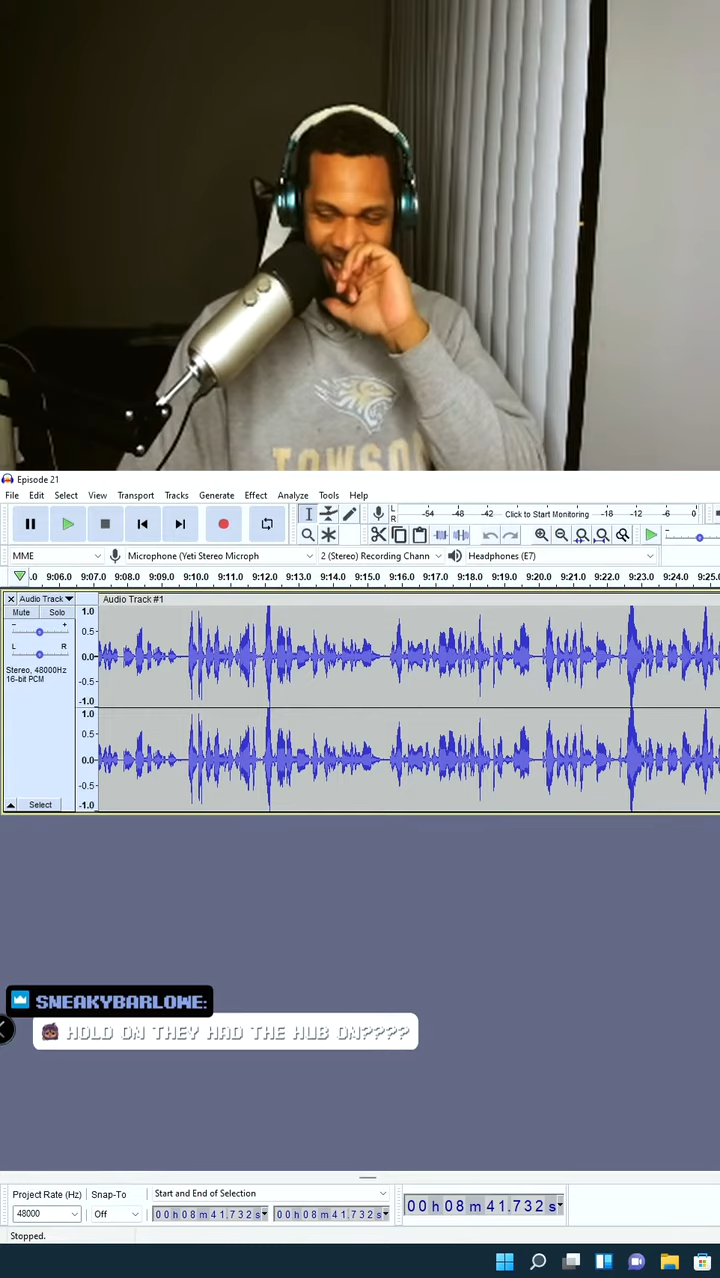 TOWSO
Episode 21
File Edit Select View Transport Tracks Generate Effect Analyze Tools Help
L R -54 -48 -42 Click to Start Monitoring -18 -12 -6 0
MME Microphone (Yeti Stereo Microph 2 (Stereo) Recording Chann Headphones (E7)
.0 9:06.0 9:07.0 9:08.0 9:09.0 9:10.0 9:11.0 9:12.0 9:13.0 9:14.0 9:15.0 9:16.0 9:17.0 9:18.0 9:19.0 9:20.0 9:21.0 9:22.0 9:23.0 9:24.0 9:25.0
Audio Track Audio Track #1
Mute Solo
- +
L R
Stereo, 48000Hz
16-bit PCM
1.0
0.5
0.0
-0.5
-1.0
1.0
0.5
0.0
-0.5
-1.0
Select
SNEAKYBARLOWE:
HOLD ON THEY HAD THE HUB ON????
Project Rate (Hz) Snap-To Start and End of Selection
48000 Off 00h08m41.732s 00h08m41.732s 00h08m41.732s
Stopped.